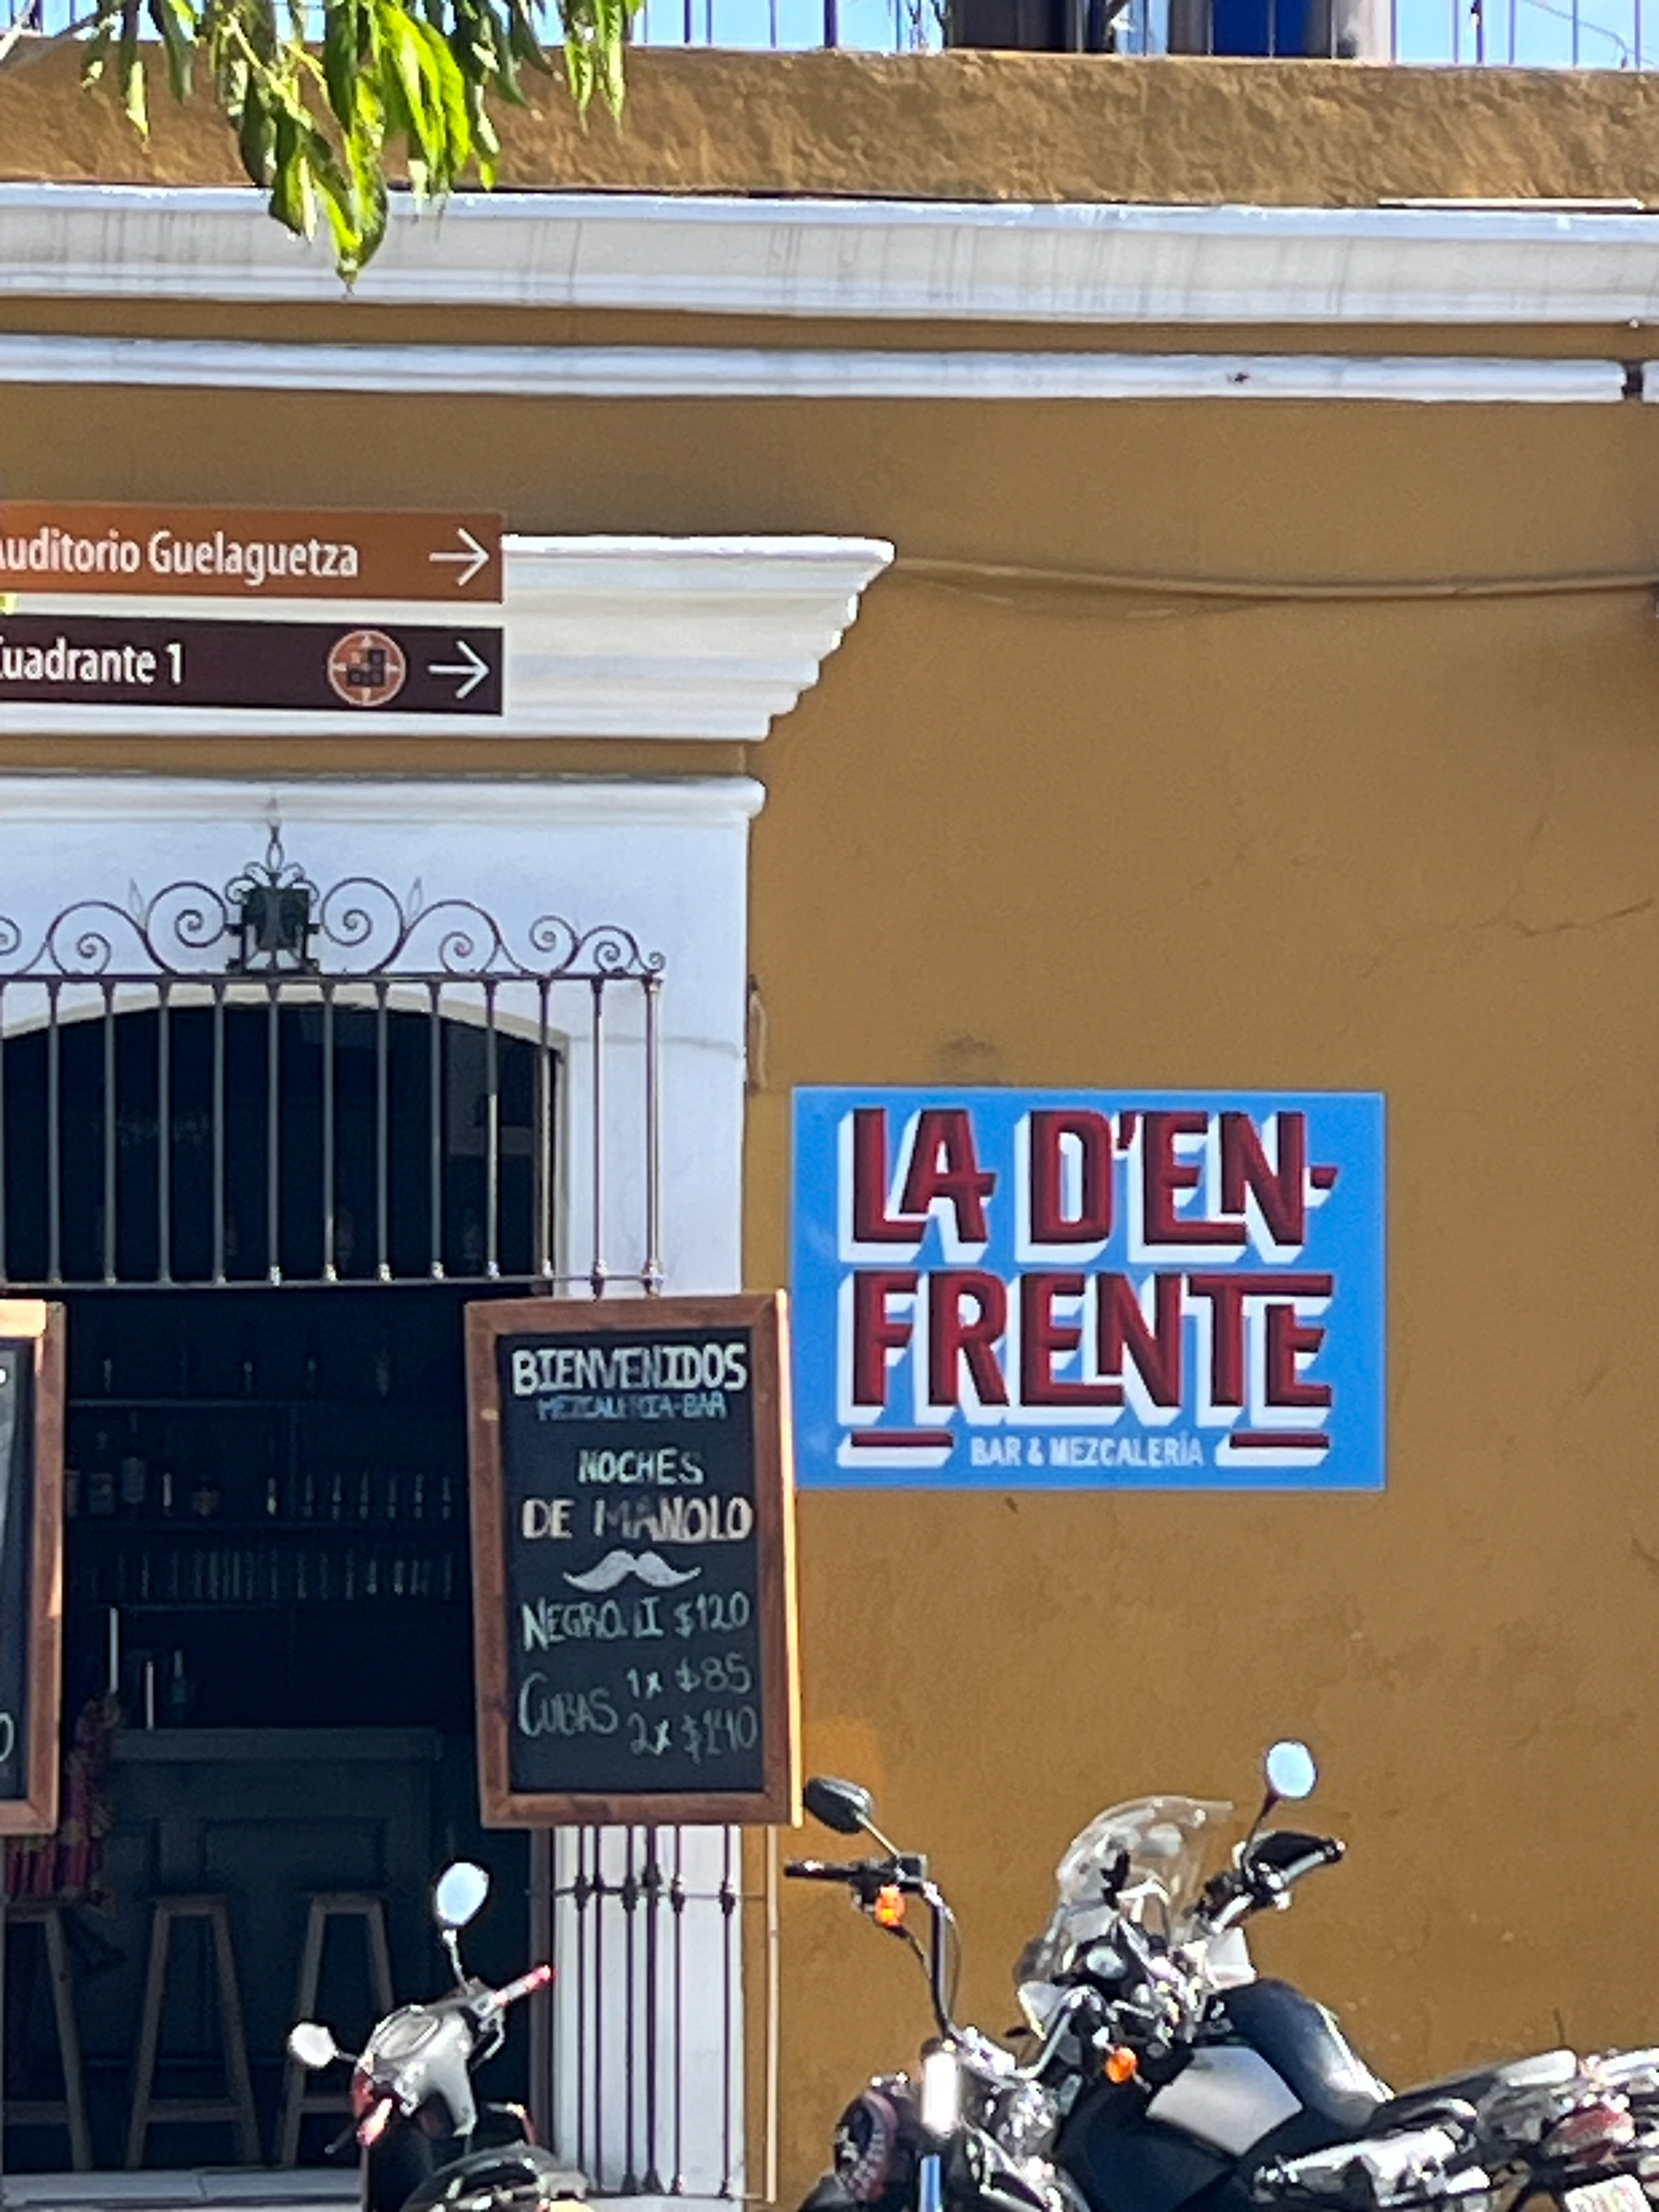 Auditorio Guelaguetza
Cuadrante 1
LA D'EN-
FRENTE
BAR & MEZCALERÍA
BIENVENIDOS
MEZCALERIA-BAR
NOCHES
DE MANOLO
NEGRONI $120
CUBAS 1x $85
2x $140